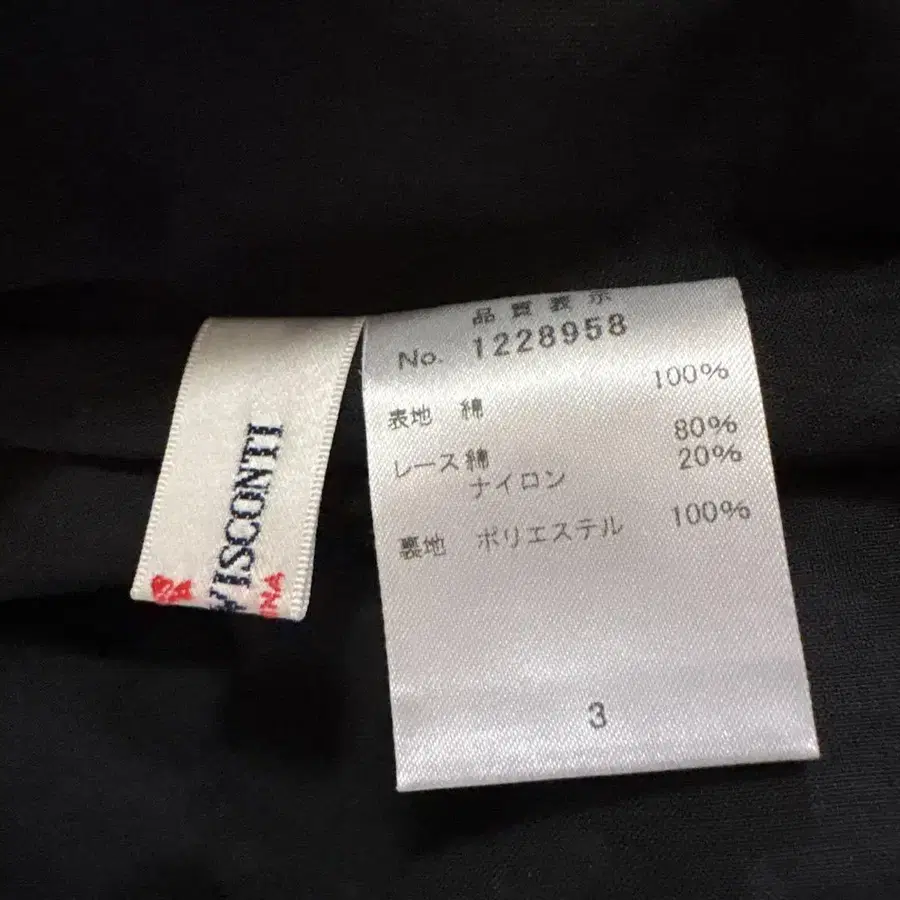 VISCONTI
品質表示
No. 1228958
表地 綿 100%
レース綿 80%
ナイロン 20%
裏地 ポリエステル 100%
3